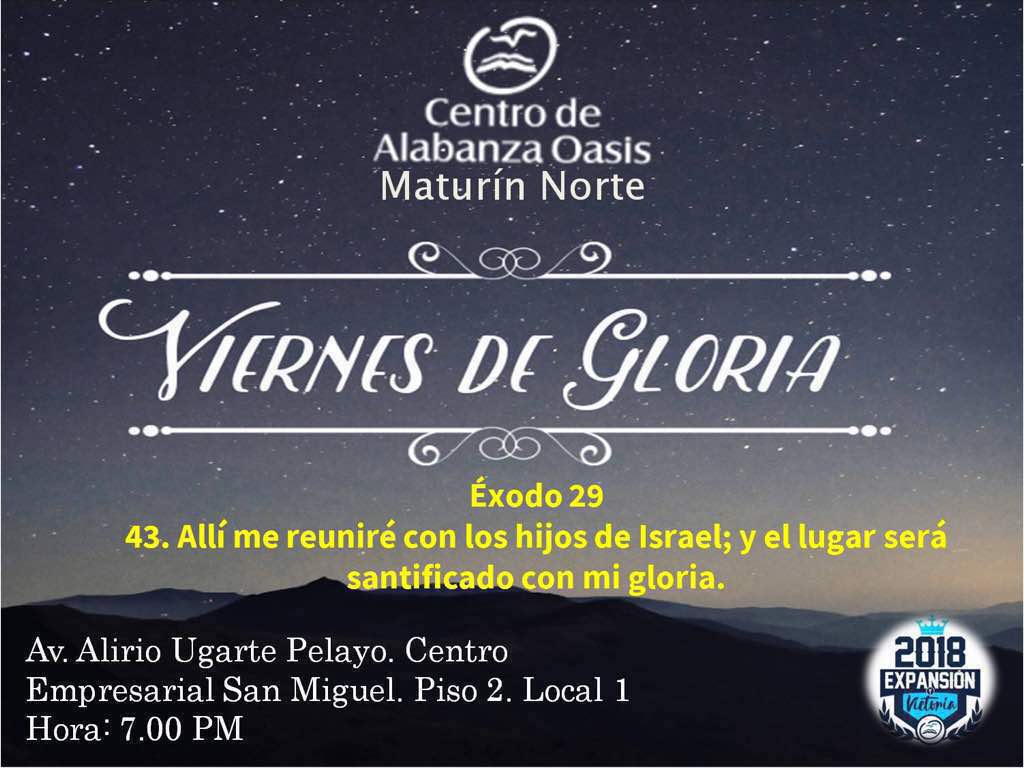 Centro de
Alabanza Oasis
Maturín Norte
Viernes de Gloria
Éxodo 29
43. Allí me reuniré con los hijos de Israel; y el lugar será
santificado con mi gloria.
Av. Alirio Ugarte Pelayo. Centro
Empresarial San Miguel. Piso 2. Local 1
Hora: 7.00 PM
2018
EXPANSIÓN
y
Victoria